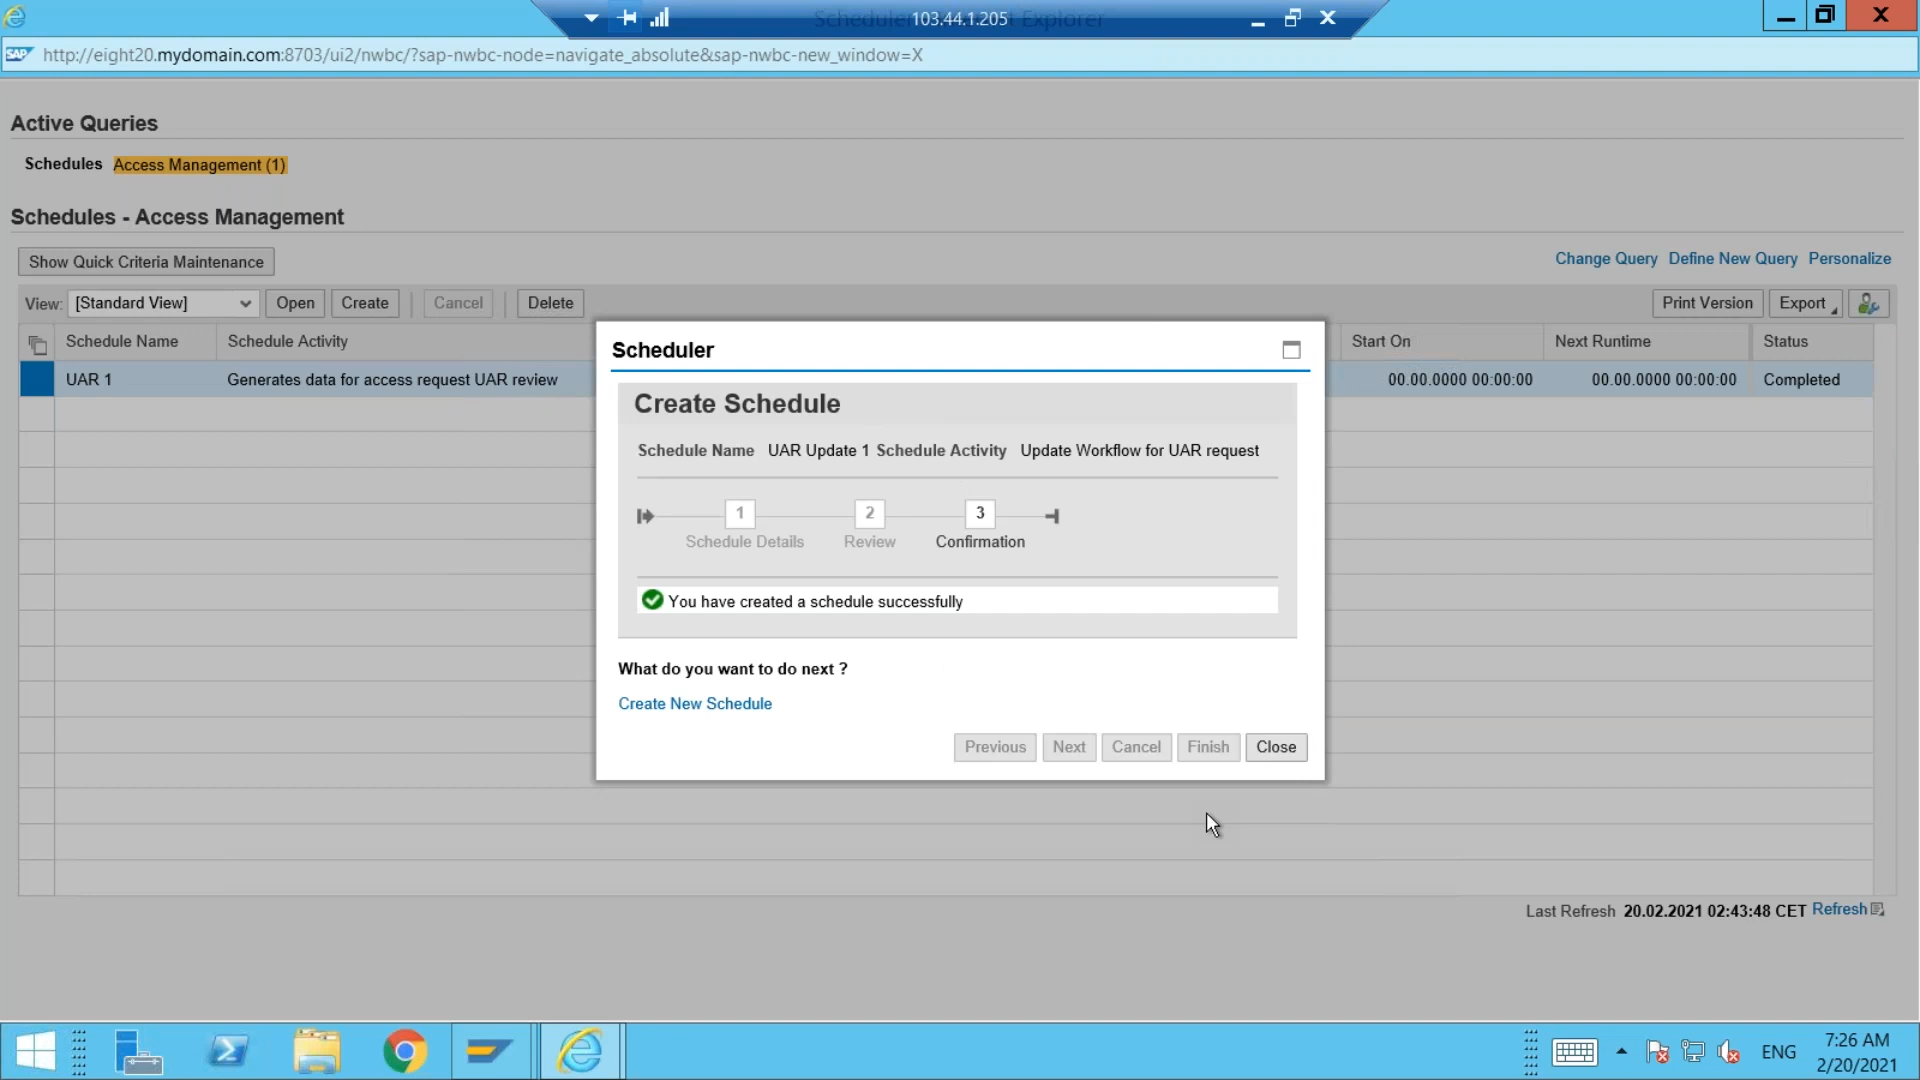 103.44.1.205
http://eight20.mydomain.com:8703/ui2/nwbc/?sap-nwbc-node=navigate_absolute&sap-nwbc-new_window=X
Active Queries
Schedules Access Management (1)
Schedules - Access Management
Show Quick Criteria Maintenance
Change Query Define New Query Personalize
View: [Standard View] Open Create Cancel Delete Print Version Export
Schedule Name Schedule Activity Start On Next Runtime Status
UAR 1 Generates data for access request UAR review 00.00.0000 00:00:00 00.00.0000 00:00:00 Completed
Scheduler
Create Schedule
Schedule Name UAR Update 1 Schedule Activity Update Workflow for UAR request
1 2 3
Schedule Details Review Confirmation
You have created a schedule successfully
What do you want to do next ?
Create New Schedule
Previous Next Cancel Finish Close
Last Refresh 20.02.2021 02:43:48 CET Refresh
ENG
7:26 AM
2/20/2021